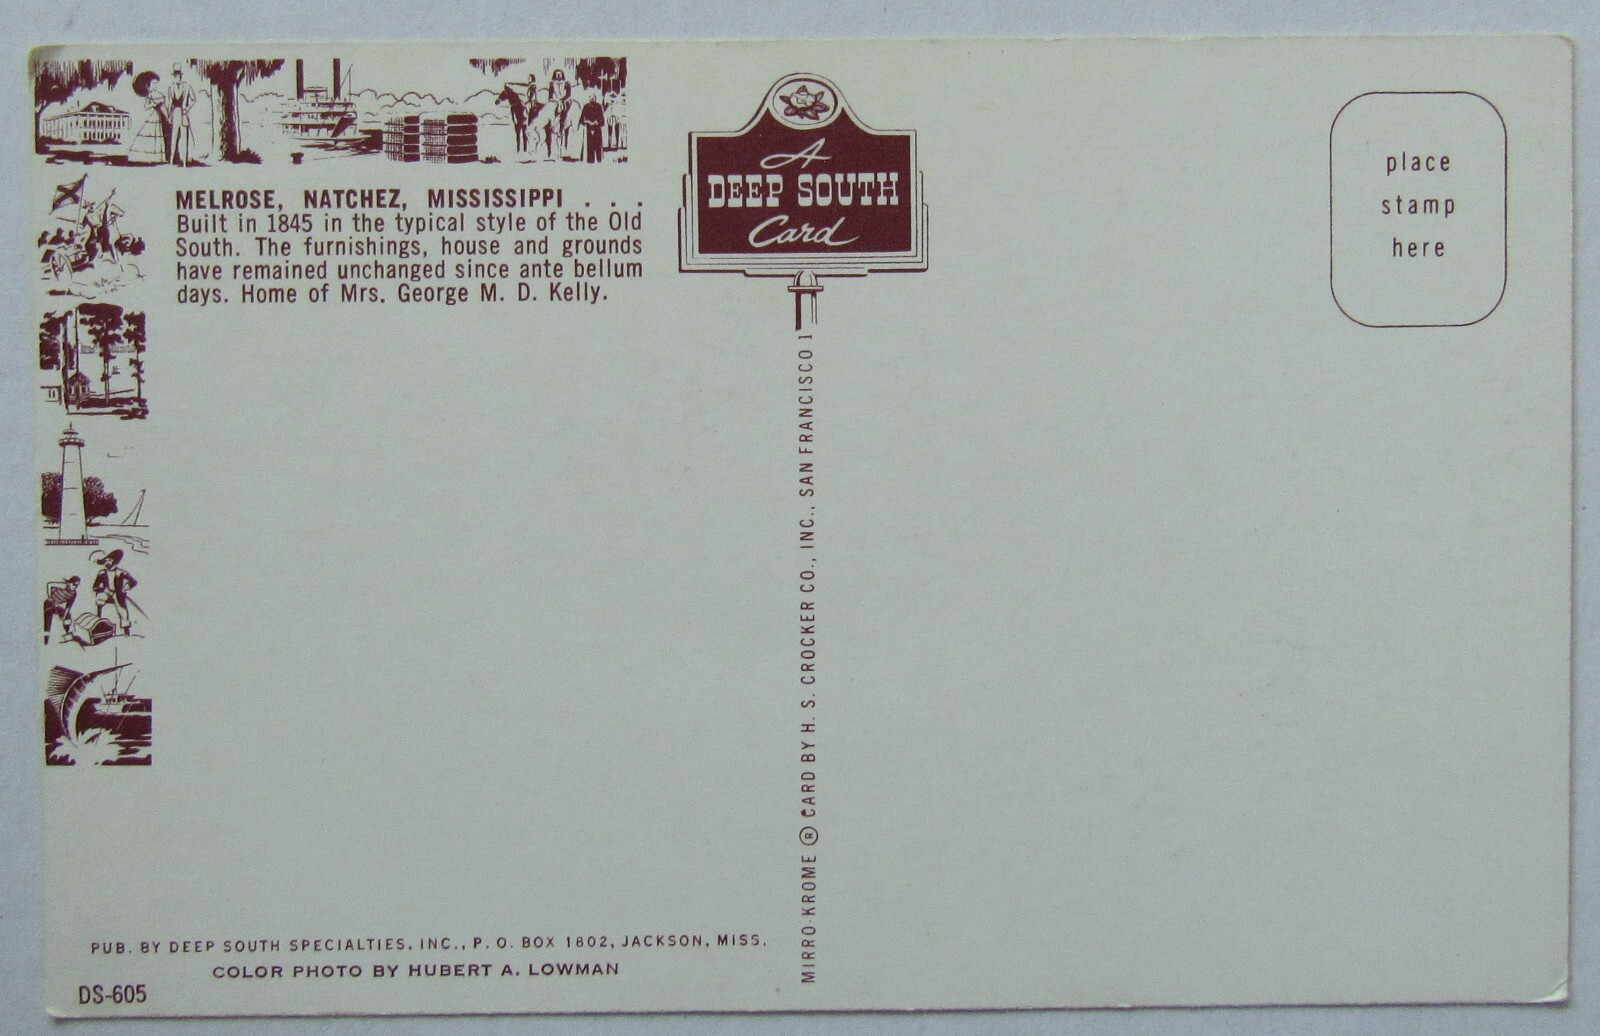 MELROSE, NATCHEZ, MISSISSIPPI . . .
Built in 1845 in the typical style of the Old
South. The furnishings, house and grounds
have remained unchanged since ante bellum
days. Home of Mrs. George M. D. Kelly.
A
DEEP SOUTH
Card
place
stamp
here
MIRRO-KROME ® CARD BY H. S. CROCKER CO., INC., SAN FRANCISCO 1
PUB. BY DEEP SOUTH SPECIALTIES, INC., P. O. BOX 1802, JACKSON, MISS.
COLOR PHOTO BY HUBERT A. LOWMAN
DS-605